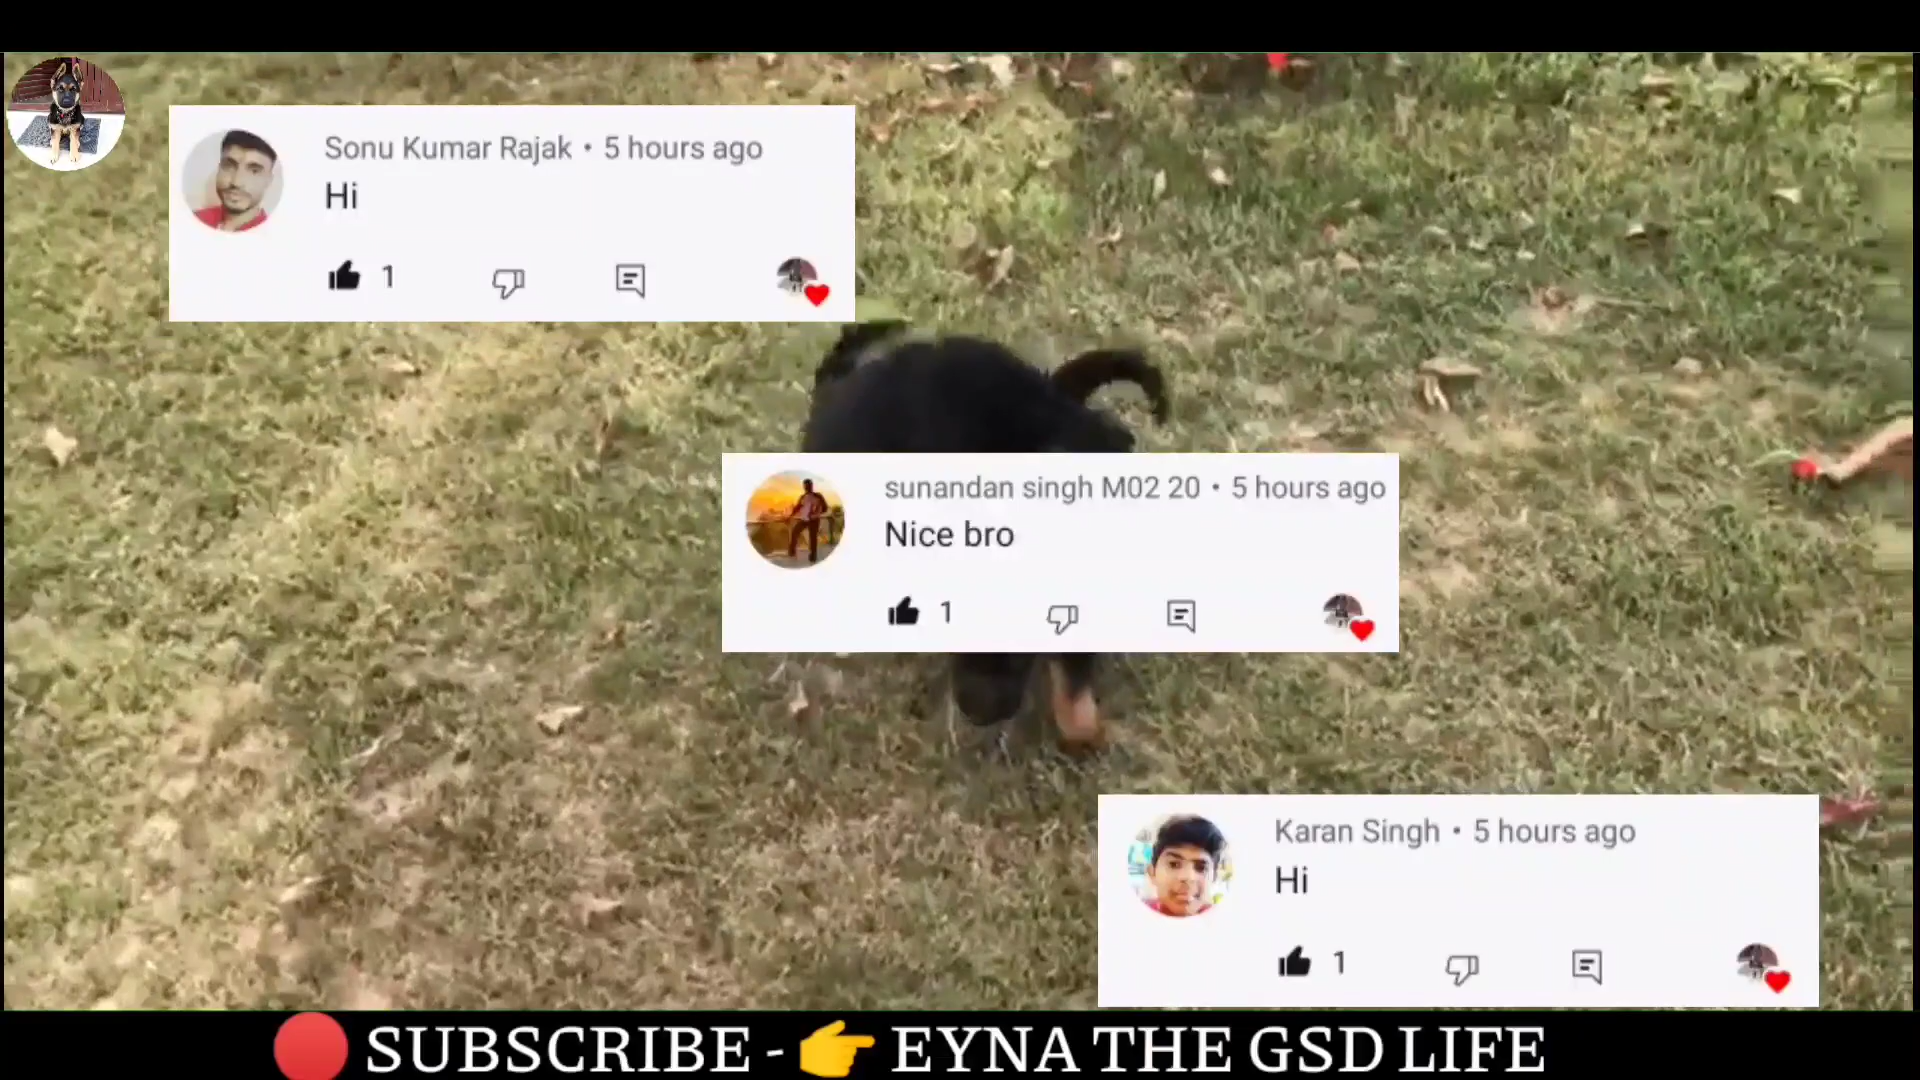 Sonu Kumar Rajak • 5 hours ago
Hi
1
sunandan singh M02 20 • 5 hours ago
Nice bro
1
Karan Singh • 5 hours ago
Hi
1
SUBSCRIBE - 👉 EYNA THE GSD LIFE